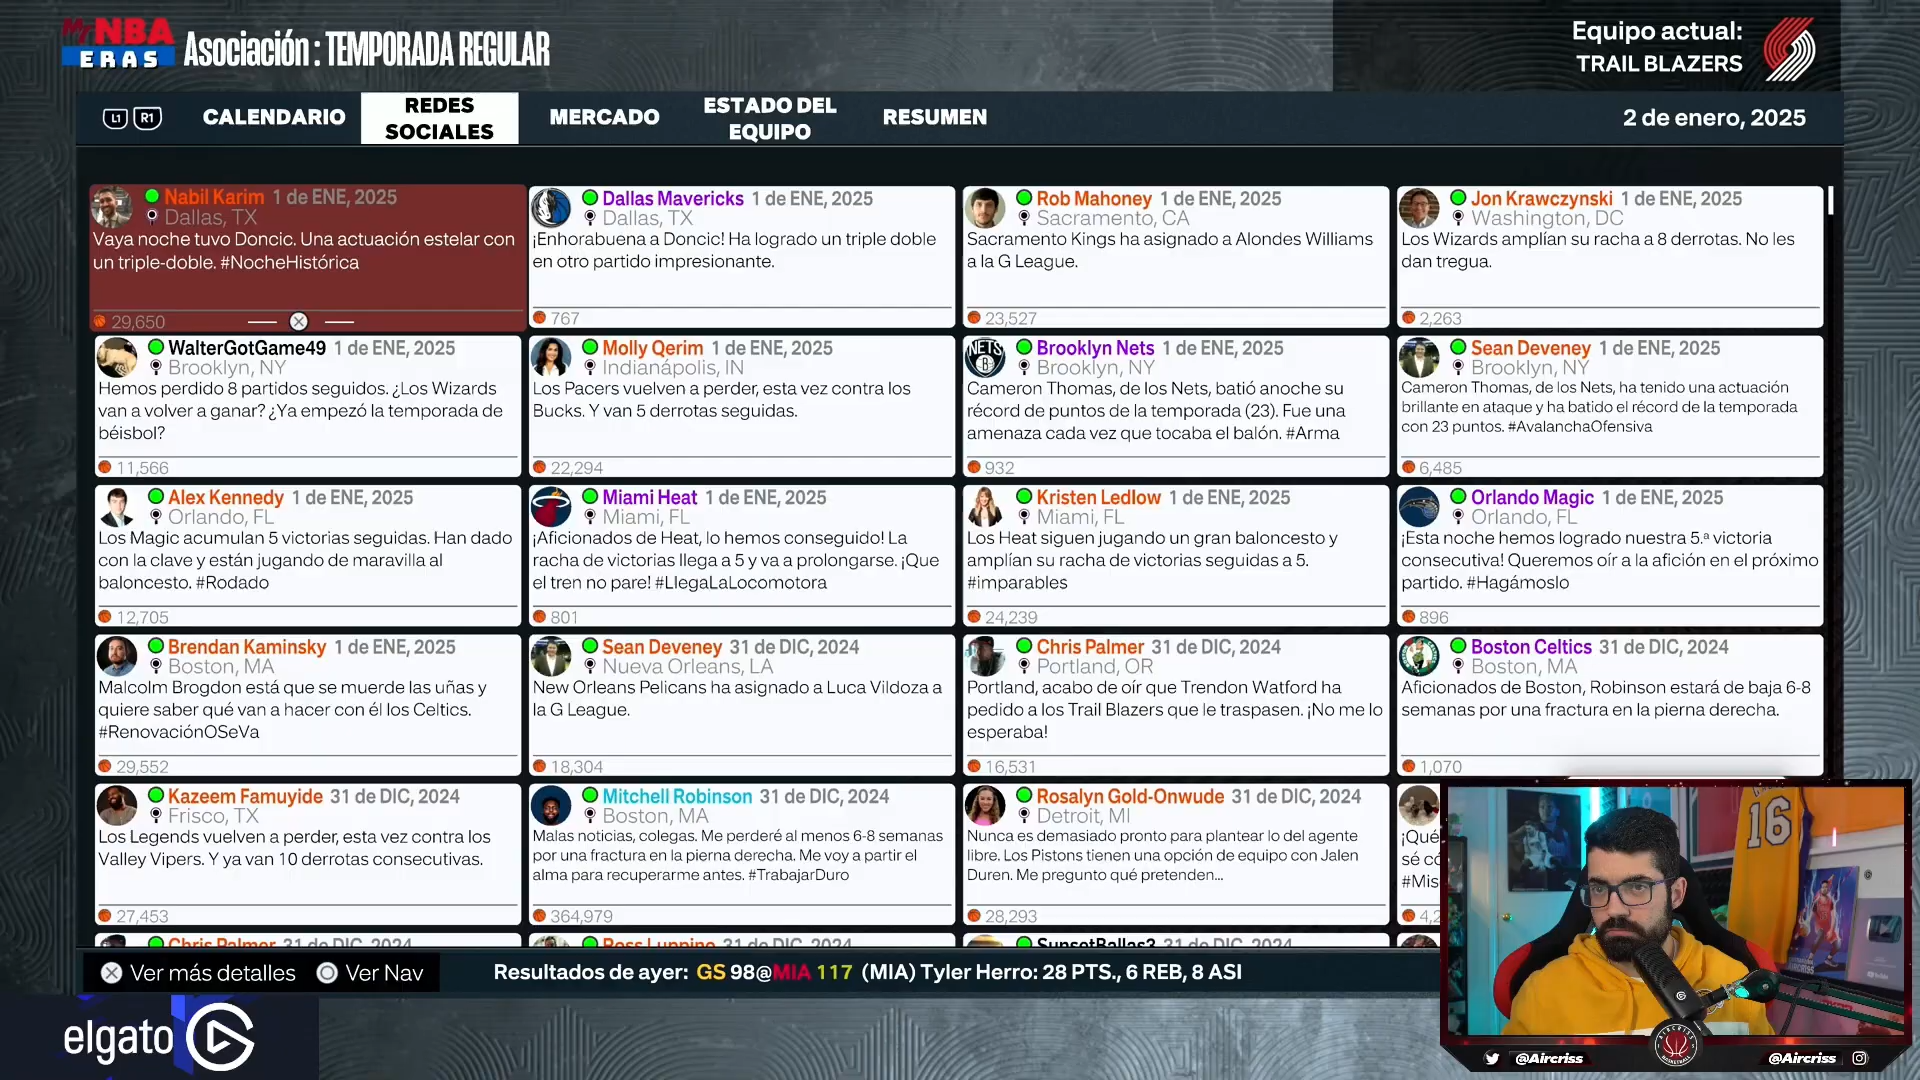 My NBA ERAS
Asociación : TEMPORADA REGULAR
Equipo actual:
TRAIL BLAZERS
L1 R1
CALENDARIO
REDES SOCIALES
MERCADO
ESTADO DEL EQUIPO
RESUMEN
2 de enero, 2025
Nabil Karim 1 de ENE, 2025
Dallas, TX
Vaya noche tuvo Doncic. Una actuación estelar con
un triple-doble. #NocheHistórica
29,650
Dallas Mavericks 1 de ENE, 2025
Dallas, TX
¡Enhorabuena a Doncic! Ha logrado un triple doble
en otro partido impresionante.
767
Rob Mahoney 1 de ENE, 2025
Sacramento, CA
Sacramento Kings ha asignado a Alondes Williams
a la G League.
23,527
Jon Krawczynski 1 de ENE, 2025
Washington, DC
Los Wizards amplían su racha a 8 derrotas. No les
dan tregua.
2,263
WalterGotGame49 1 de ENE, 2025
Brooklyn, NY
Hemos perdido 8 partidos seguidos. ¿Los Wizards
van a volver a ganar? ¿Ya empezó la temporada de
béisbol?
11,566
Molly Qerim 1 de ENE, 2025
Indianápolis, IN
Los Pacers vuelven a perder, esta vez contra los
Bucks. Y van 5 derrotas seguidas.
22,294
NETS B
Brooklyn Nets 1 de ENE, 2025
Brooklyn, NY
Cameron Thomas, de los Nets, batió anoche su
récord de puntos de la temporada (23). Fue una
amenaza cada vez que tocaba el balón. #Arma
932
Sean Deveney 1 de ENE, 2025
Brooklyn, NY
Cameron Thomas, de los Nets, ha tenido una actuación
brillante en ataque y ha batido el récord de la temporada
con 23 puntos. #AvalanchaOfensiva
6,485
Alex Kennedy 1 de ENE, 2025
Orlando, FL
Los Magic acumulan 5 victorias seguidas. Han dado
con la clave y están jugando de maravilla al
baloncesto. #Rodado
12,705
Miami Heat 1 de ENE, 2025
Miami, FL
¡Aficionados de Heat, lo hemos conseguido! La
racha de victorias llega a 5 y va a prolongarse. ¡Que
el tren no pare! #LlegaLaLocomotora
801
Kristen Ledlow 1 de ENE, 2025
Miami, FL
Los Heat siguen jugando un gran baloncesto y
amplían su racha de victorias seguidas a 5.
#imparables
24,239
Orlando Magic 1 de ENE, 2025
Orlando, FL
¡Esta noche hemos logrado nuestra 5.ª victoria
consecutiva! Queremos oír a la afición en el próximo
partido. #Hagámoslo
896
Brendan Kaminsky 1 de ENE, 2025
Boston, MA
Malcolm Brogdon está que se muerde las uñas y
quiere saber qué van a hacer con él los Celtics.
#RenovaciónOSeVa
29,552
Sean Deveney 31 de DIC, 2024
Nueva Orleans, LA
New Orleans Pelicans ha asignado a Luca Vildoza a
la G League.
18,304
Chris Palmer 31 de DIC, 2024
Portland, OR
Portland, acabo de oír que Trendon Watford ha
pedido a los Trail Blazers que le traspasen. ¡No me lo
esperaba!
16,531
Boston Celtics 31 de DIC, 2024
Boston, MA
Aficionados de Boston, Robinson estará de baja 6-8
semanas por una fractura en la pierna derecha.
1,070
Kazeem Famuyide 31 de DIC, 2024
Frisco, TX
Los Legends vuelven a perder, esta vez contra los
Valley Vipers. Y ya van 10 derrotas consecutivas.
27,453
Mitchell Robinson 31 de DIC, 2024
Boston, MA
Malas noticias, colegas. Me perderé al menos 6-8 semanas
por una fractura en la pierna derecha. Me voy a partir el
alma para recuperarme antes. #TrabajarDuro
364,979
Rosalyn Gold-Onwude 31 de DIC, 2024
Detroit, MI
Nunca es demasiado pronto para plantear lo del agente
libre. Los Pistons tienen una opción de equipo con Jalen
Duren. Me pregunto qué pretenden...
28,293
¡Qué
sé có
#Mis
4,2
Chris Palmer 31 de DIC, 2024
Ross Luppino 31 de DIC, 2024
SunsetBallas3 31 de DIC, 2024
Ver más detalles
Ver Nav
Resultados de ayer: GS 98@MIA 117 (MIA) Tyler Herro: 28 PTS., 6 REB, 8 ASI
elgato
16
AIRCRISS
@Aircriss
@Aircriss